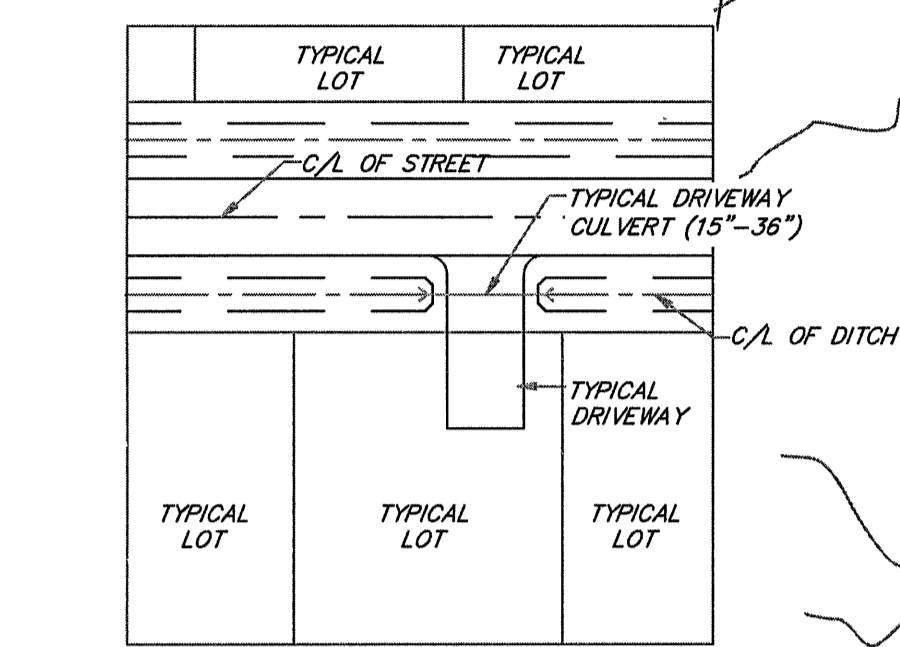 TYPICAL
LOT
TYPICAL
LOT
C/L OF STREET
TYPICAL DRIVEWAY
CULVERT (15"-36")
C/L OF DITCH
TYPICAL
DRIVEWAY
TYPICAL
LOT
TYPICAL
LOT
TYPICAL
LOT